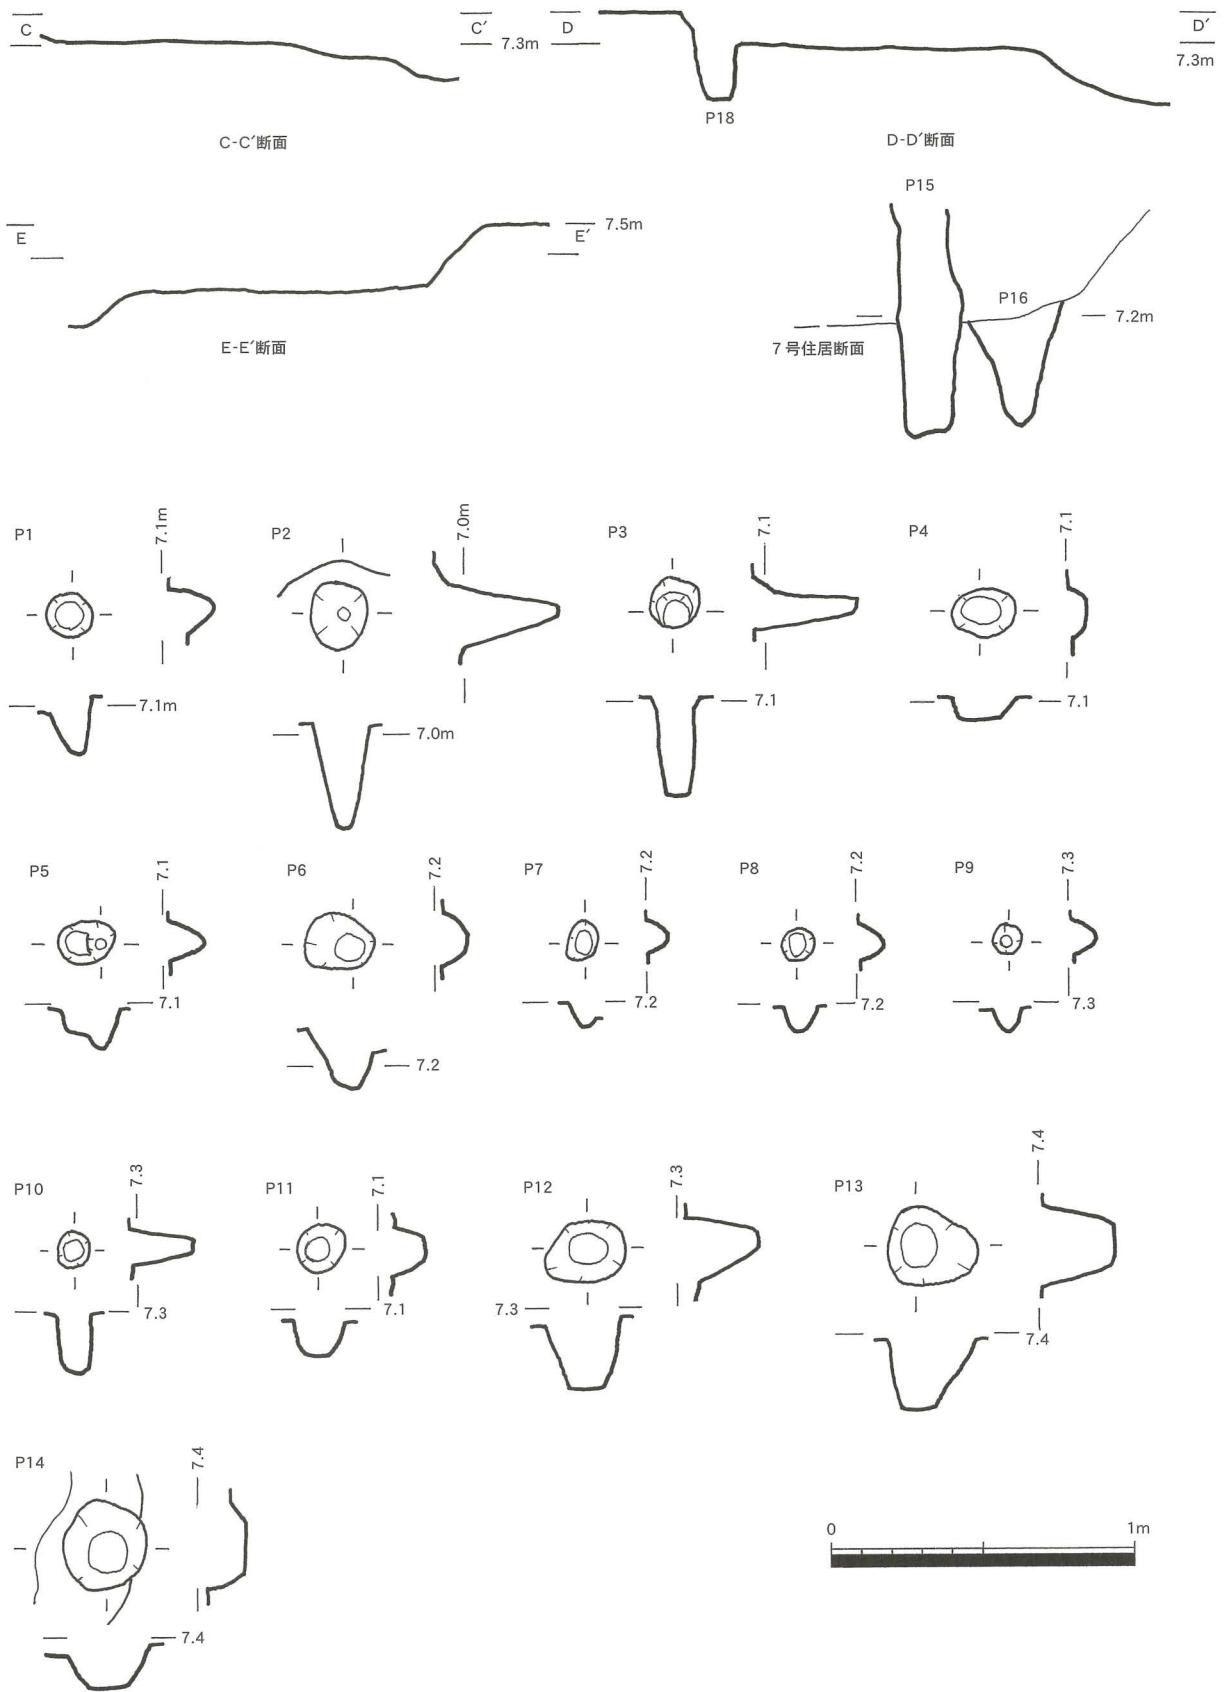 C C′ D D′
7.3m 7.3m
P18
C-C′断面 D-D′断面
P15
E E′ 7.5m
P16
7.2m
E-E′断面 7号住居断面
P1 7.1m P2 7.0m P3 7.1 P4 7.1
7.1m 7.0m 7.1 7.1
P5 7.1 P6 7.2 P7 7.2 P8 7.2 P9 7.3
7.1 7.2 7.2 7.2 7.3
P10 7.3 P11 7.1 P12 7.3 P13 7.4
7.3 7.1 7.3 7.4
P14 7.4
0 1m
7.4